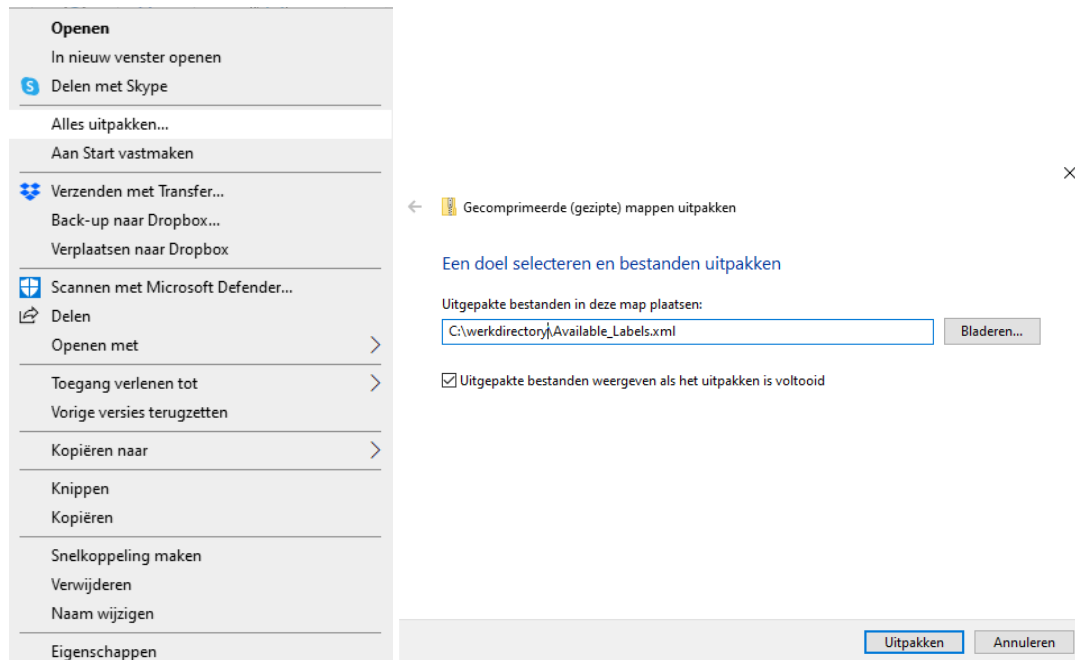 Openen
In nieuw venster openen
Delen met Skype
Alles uitpakken...
Aan Start vastmaken
Verzenden met Transfer...
Back-up naar Dropbox...
Verplaatsen naar Dropbox
Scannen met Microsoft Defender...
Delen
Openen met
Toegang verlenen tot
Vorige versies terugzetten
Kopiëren naar
Knippen
Kopiëren
Snelkoppeling maken
Verwijderen
Naam wijzigen
Eigenschappen
Gecomprimeerde (gezipte) mappen uitpakken
Een doel selecteren en bestanden uitpakken
Uitgepakte bestanden in deze map plaatsen:
C:\werkdirectory\Available_Labels.xml
Bladeren...
Uitgepakte bestanden weergeven als het uitpakken is voltooid
Uitpakken
Annuleren